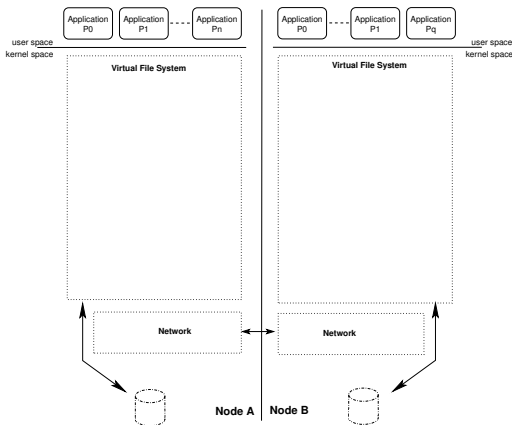 Application
P0
Application
P1
Application
Pn
Application
P0
Application
P1
Application
Pq
user space
kernel space
user space
kernel space
Virtual File System
Virtual File System
Network
Network
Node A
Node B